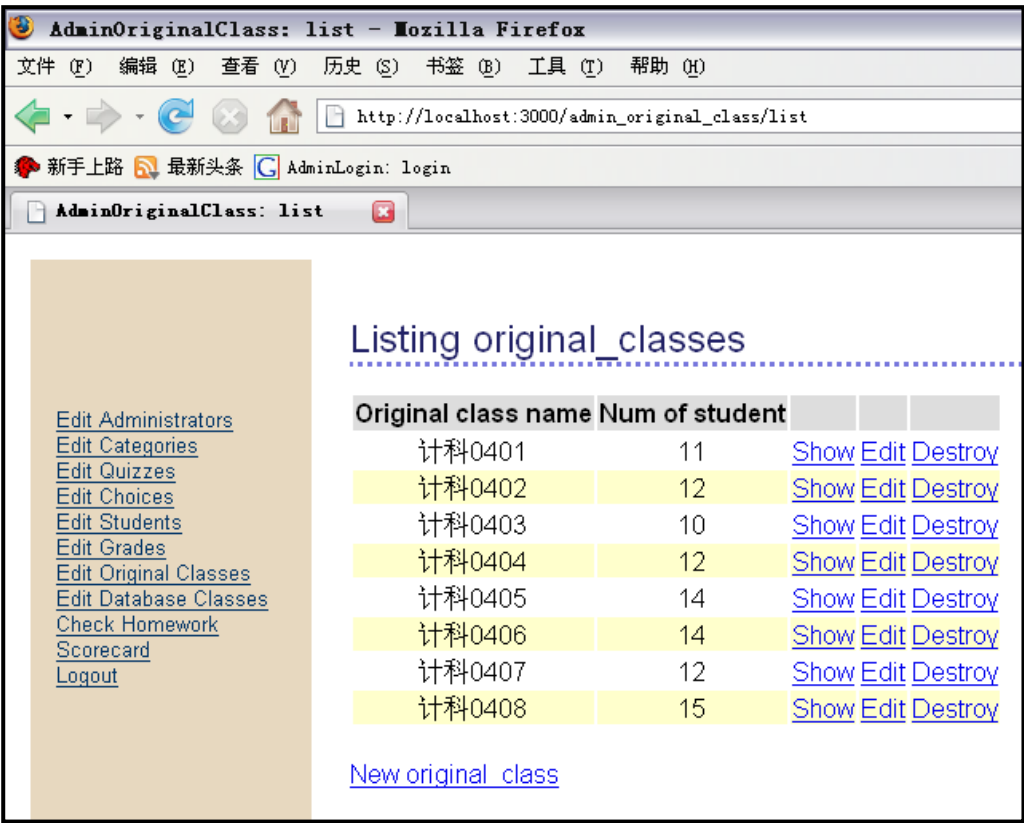 AdminOriginalClass: list - Mozilla Firefox
文件 (F) 编辑 (E) 查看 (V) 历史 (S) 书签 (B) 工具 (T) 帮助 (H)
http://localhost:3000/admin_original_class/list
新手上路 最新头条 G AdminLogin: login
AdminOriginalClass: list
Edit Administrators
Edit Categories
Edit Quizzes
Edit Choices
Edit Students
Edit Grades
Edit Original Classes
Edit Database Classes
Check Homework
Scorecard
Logout
Listing original_classes
Original class name Num of student
计科0401 11 Show Edit Destroy
计科0402 12 Show Edit Destroy
计科0403 10 Show Edit Destroy
计科0404 12 Show Edit Destroy
计科0405 14 Show Edit Destroy
计科0406 14 Show Edit Destroy
计科0407 12 Show Edit Destroy
计科0408 15 Show Edit Destroy
New original_class